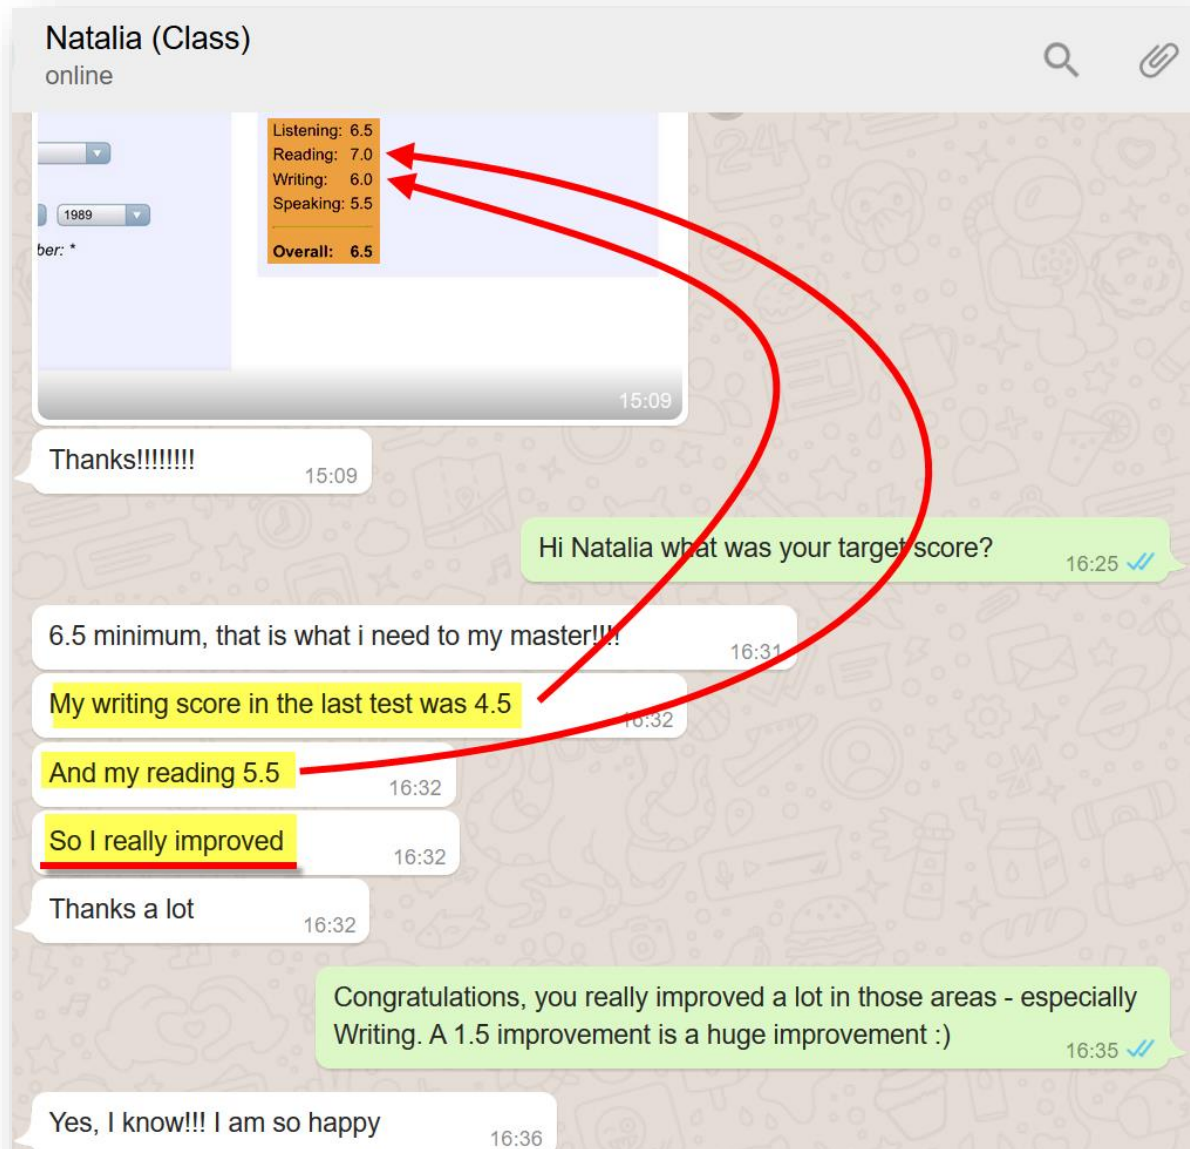 Natalia (Class)
online
Listening: 6.5
Reading: 7.0
Writing: 6.0
Speaking: 5.5
1989
ber: *
Overall: 6.5
15:09
Thanks!!!!!!!!
15:09
Hi Natalia what was your target score?
16:25
6.5 minimum, that is what i need to my master!!!!
16:31
My writing score in the last test was 4.5
16:32
And my reading 5.5
16:32
So I really improved
16:32
Thanks a lot
16:32
Congratulations, you really improved a lot in those areas - especially
Writing. A 1.5 improvement is a huge improvement :)
16:35
Yes, I know!!! I am so happy
16:36